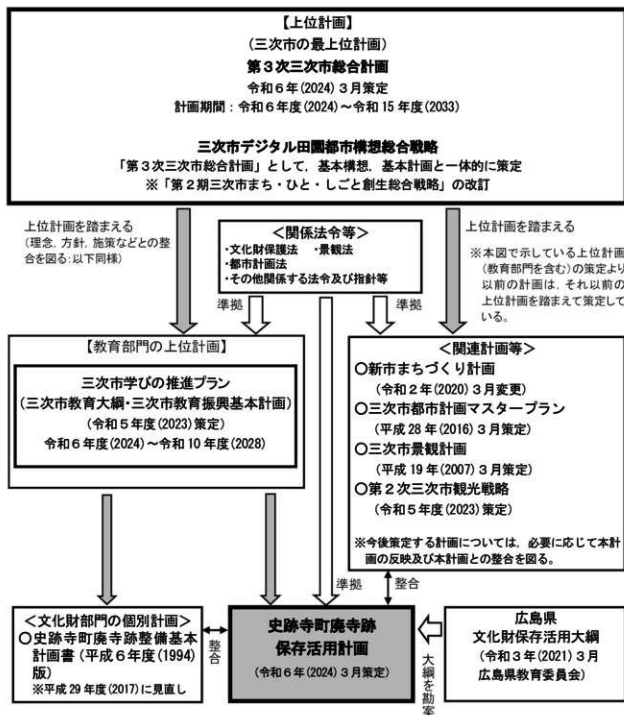 【上位計画】
(三次市の最上位計画)
第３次三次市総合計画
令和６年(2024)３月策定
計画期間：令和６年度(2024)～令和15年度(2033)
三次市デジタル田園都市構想総合戦略
「第３次三次市総合計画」として，基本構想，基本計画と一体的に策定
※「第２期三次市まち・ひと・しごと創生総合戦略」の改訂
上位計画を踏まえる
(理念、方針、施策などとの整
合を図る：以下同様)
＜関係法令等＞
・文化財保護法　・景観法
・都市計画法
・その他関係する法令及び指針等
上位計画を踏まえる
※本図で示している上位計画
(教育部門を含む)の策定より
以前の計画は、それ以前の
上位計画を踏まえて策定して
いる。
準拠
準拠
【教育部門の上位計画】
三次市学びの推進プラン
(三次市教育大綱・三次市教育振興基本計画)
(令和５年度(2023)策定)
令和６年度(2024)～令和10年度(2028)
＜関連計画等＞
○新市まちづくり計画
(令和２年(2020)３月変更)
○三次市都市計画マスタープラン
(平成28年(2016)３月策定)
○三次市景観計画
(平成19年(2007)３月策定)
○第２次三次市観光戦略
(令和５年度(2023)策定)
※今後策定する計画については，必要に応じて本計
画の反映及び本計画との整合を図る。
準拠
整合
＜文化財部門の個別計画＞
○史跡寺町廃寺跡整備基本
計画書(平成６年度(1994)
版)
※平成29年度(2017)に見直し
整合
史跡寺町廃寺跡
保存活用計画
(令和６年(2024)３月策定)
大綱を勘案
広島県
文化財保存活用大綱
(令和３年(2021)３月
広島県教育委員会)